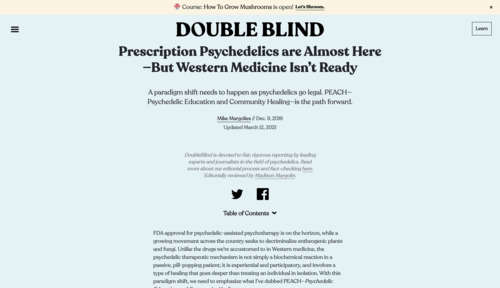 Course: How To Grow Mushrooms is open! Let's Shroom.
×
DOUBLE BLIND
Learn
Prescription Psychedelics are Almost Here
—But Western Medicine Isn't Ready
A paradigm shift needs to happen as psychedelics go legal. PEACH—
Psychedelic Education and Community Healing—is the path forward.
Mike Margolies // Dec. 9, 2019
Updated March 12, 2021
DoubleBlind is devoted to fair, rigorous reporting by leading
experts and journalists in the field of psychedelics. Read
more about our editorial process and fact-checking here.
Editorially reviewed by Madison Margolin.
Table of Contents
FDA approval for psychedelic-assisted psychotherapy is on the horizon, while a
growing movement across the country seeks to decriminalize entheogenic plants
and fungi. Unlike the drugs we're accustomed to in Western medicine, the
psychedelic therapeutic mechanism is not simply a biochemical reaction in a
passive, pill-popping patient; it is experiential and participatory, and involves a
type of healing that goes deeper than treating an individual in isolation. With this
paradigm shift, we need to emphasize what I've dubbed PEACH—Psychedelic